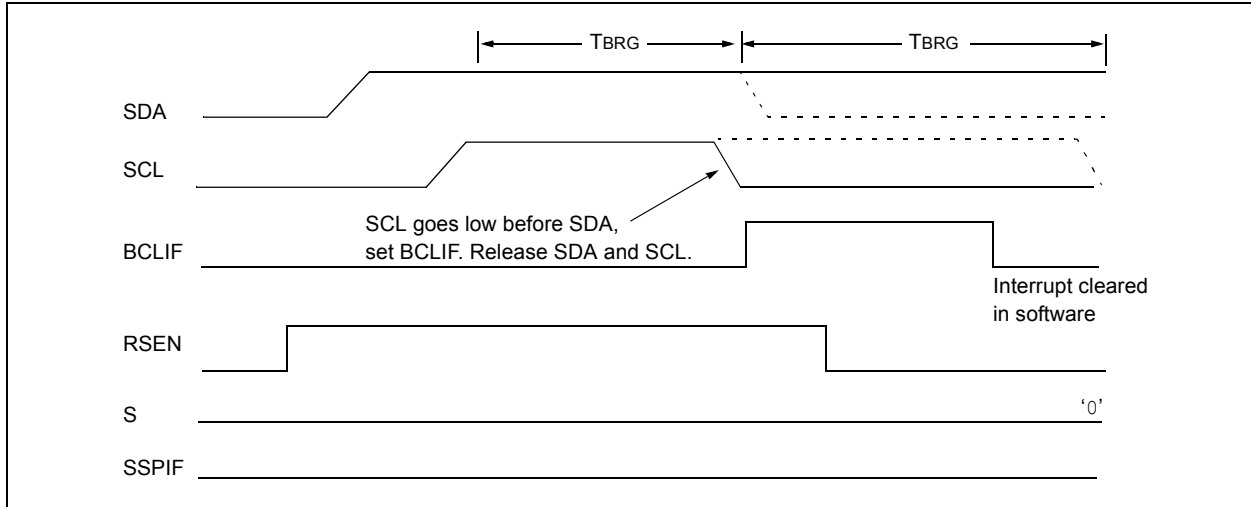 TBRG TBRG
SDA
SCL
SCL goes low before SDA,
set BCLIF. Release SDA and SCL.
BCLIF
Interrupt cleared
in software
RSEN
S
‘0’
SSPIF